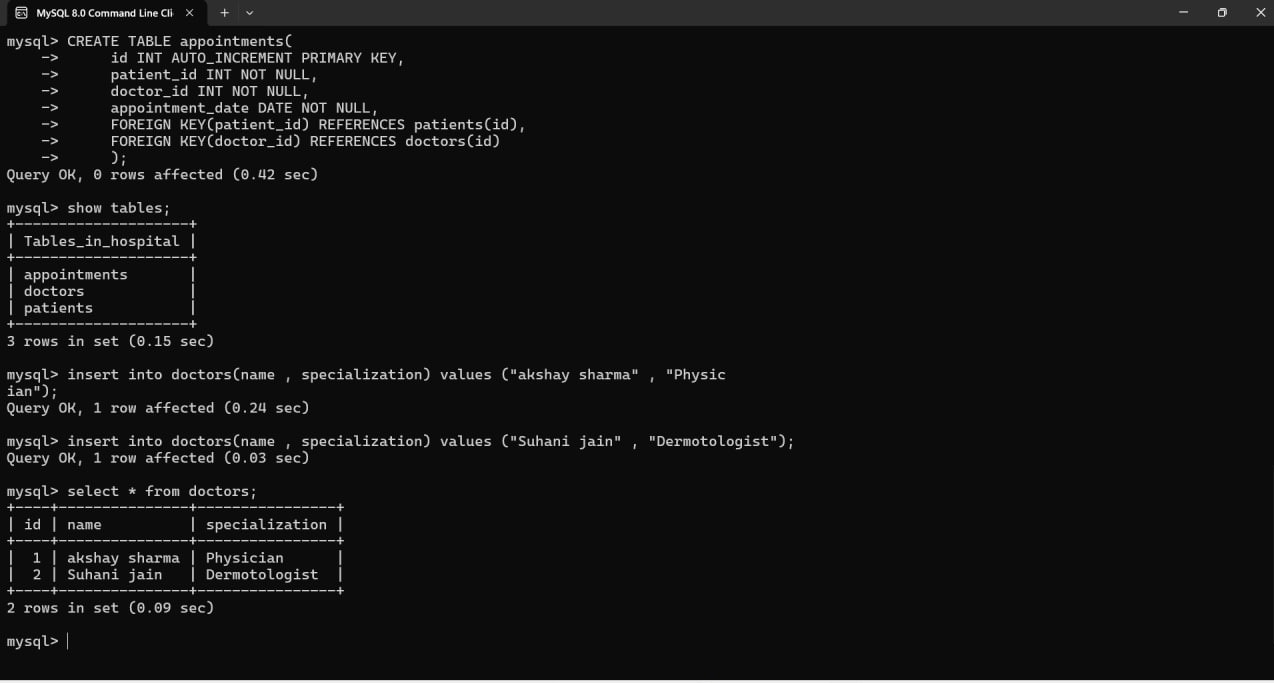 MySQL 8.0 Command Line Cli
mysql> CREATE TABLE appointments(
    ->      id INT AUTO_INCREMENT PRIMARY KEY,
    ->      patient_id INT NOT NULL,
    ->      doctor_id INT NOT NULL,
    ->      appointment_date DATE NOT NULL,
    ->      FOREIGN KEY(patient_id) REFERENCES patients(id),
    ->      FOREIGN KEY(doctor_id) REFERENCES doctors(id)
    ->      );
Query OK, 0 rows affected (0.42 sec)

mysql> show tables;
+--------------------+
| Tables_in_hospital |
+--------------------+
| appointments       |
| doctors            |
| patients           |
+--------------------+
3 rows in set (0.15 sec)

mysql> insert into doctors(name , specialization) values ("akshay sharma" , "Physic
ian");
Query OK, 1 row affected (0.24 sec)

mysql> insert into doctors(name , specialization) values ("Suhani jain" , "Dermotologist");
Query OK, 1 row affected (0.03 sec)

mysql> select * from doctors;
+----+---------------+----------------+
| id | name          | specialization |
+----+---------------+----------------+
|  1 | akshay sharma | Physician      |
|  2 | Suhani jain   | Dermotologist  |
+----+---------------+----------------+
2 rows in set (0.09 sec)

mysql>